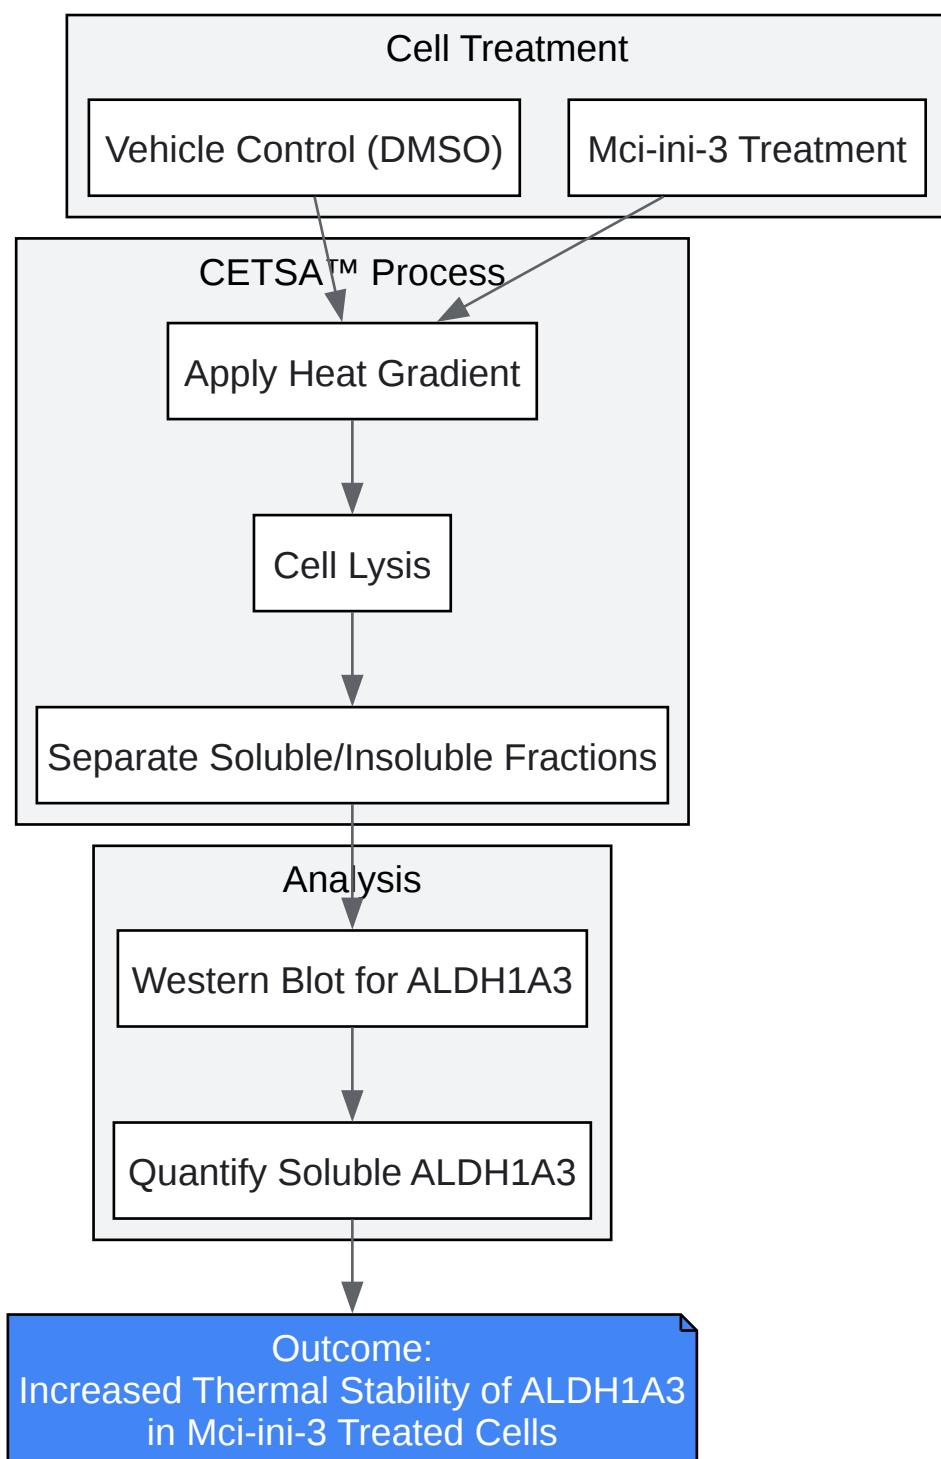 Cell Treatment
Vehicle Control (DMSO)
Mci-ini-3 Treatment
CETSA™ Process
Apply Heat Gradient
Cell Lysis
Separate Soluble/Insoluble Fractions
Analysis
Western Blot for ALDH1A3
Quantify Soluble ALDH1A3
Outcome:
Increased Thermal Stability of ALDH1A3
in Mci-ini-3 Treated Cells